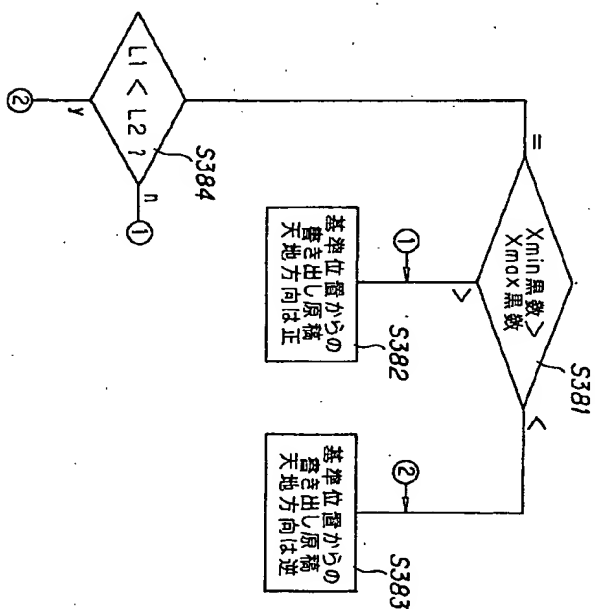 S381
Xmin黒数>
Xmax黒数
=
>
<
①
②
S382
基準位置からの
書き出し原稿
天地方向は正
S383
基準位置からの
書き出し原稿
天地方向は逆
S384
L1 < L2 ?
y
n
②
①